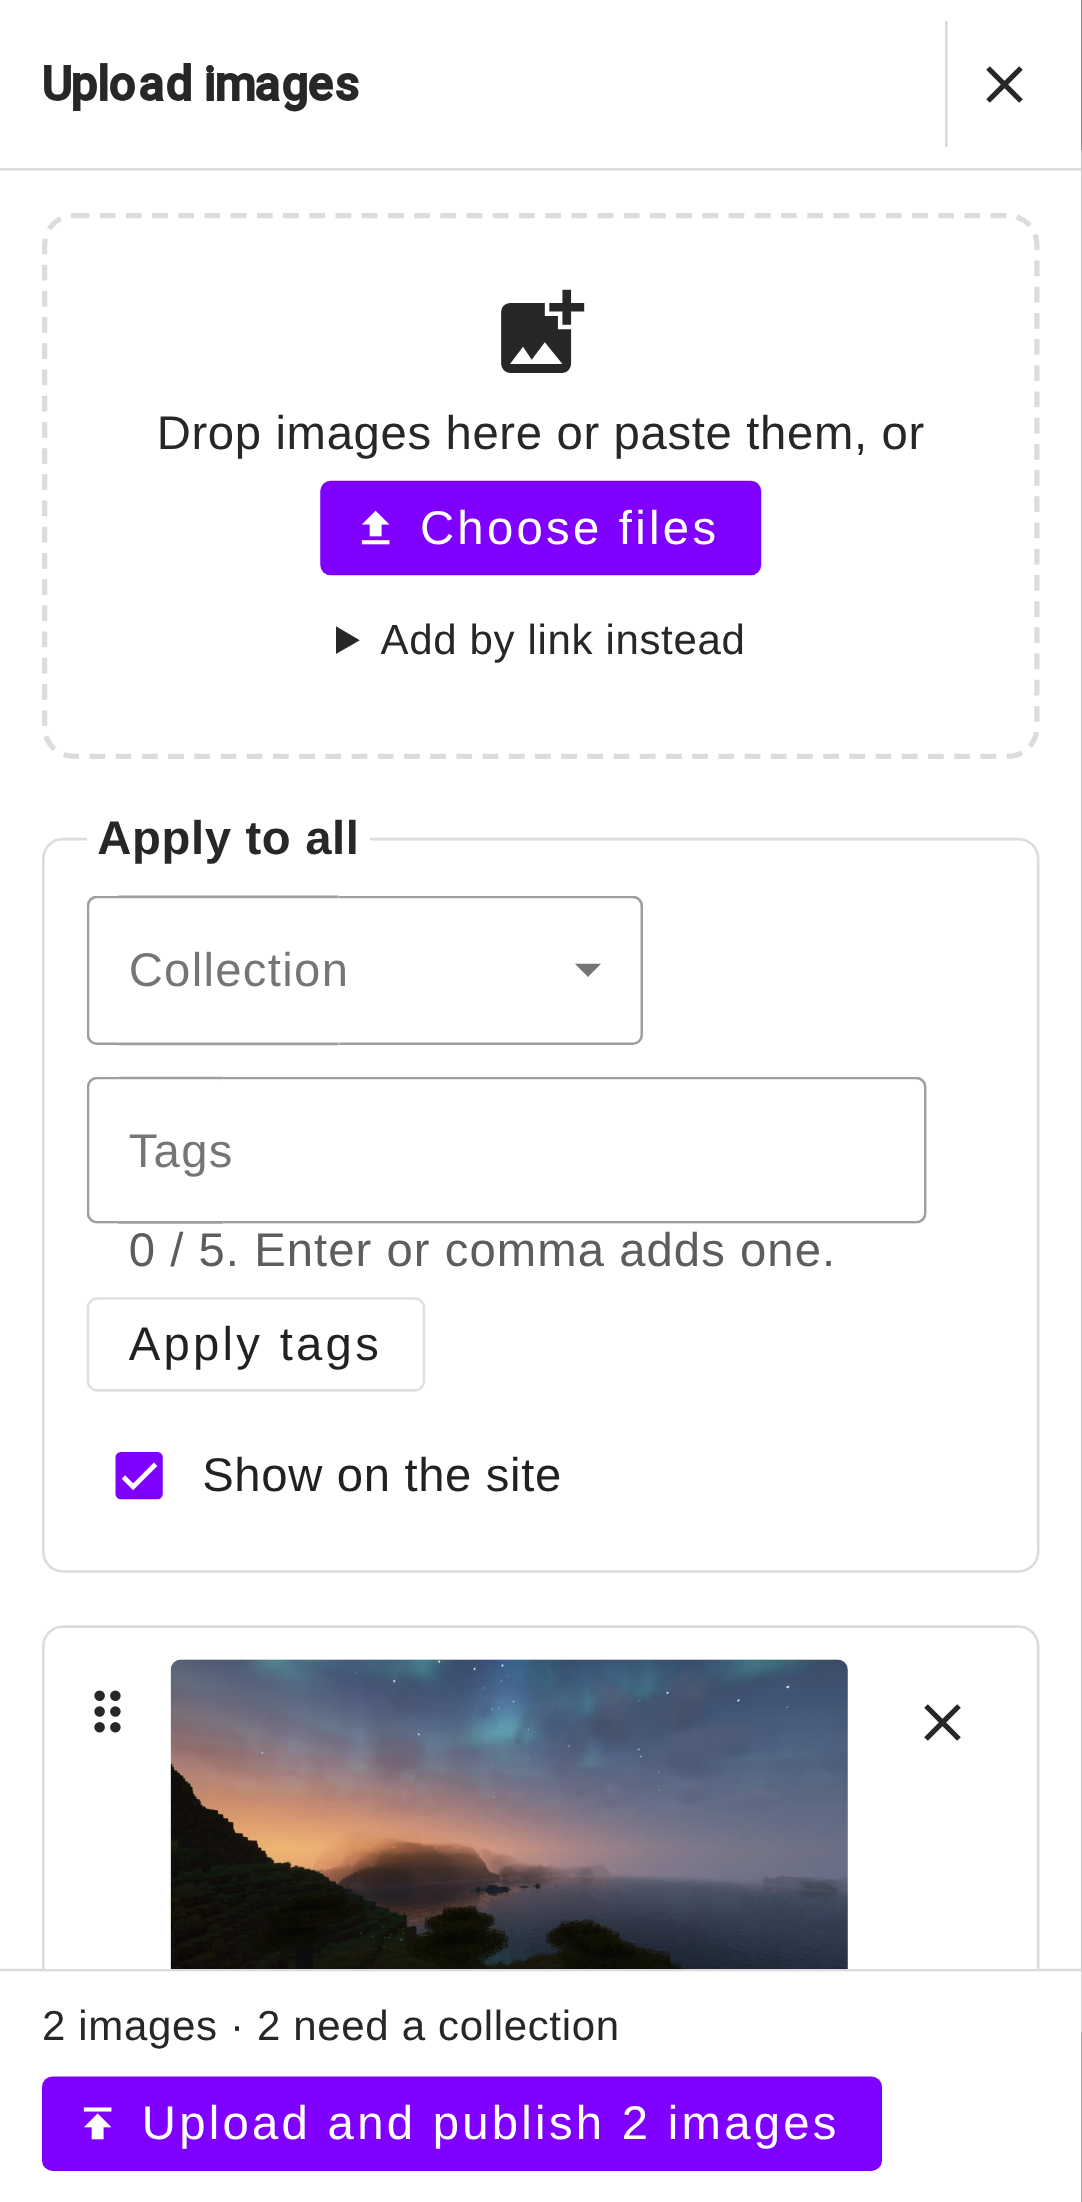 Upload images
Drop images here or paste them, or
Choose files
Add by link instead
Apply to all
Collection
Tags
0 / 5. Enter or comma adds one.
Apply tags
Show on the site
2 images · 2 need a collection
Upload and publish 2 images